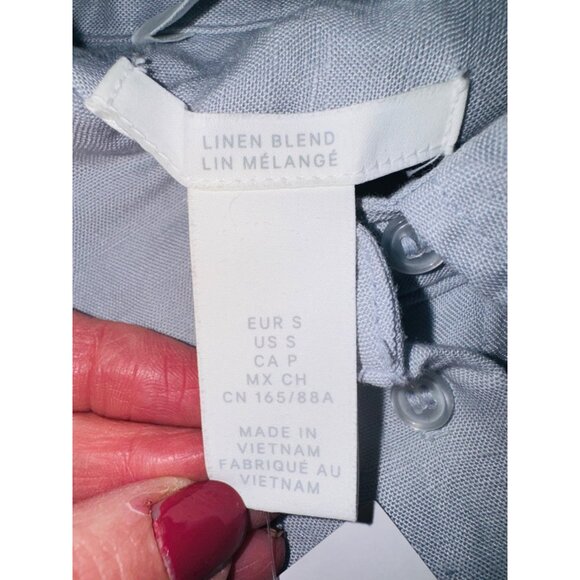 LINEN BLEND
LIN MÉLANGÉ
EUR S
US S
CA P
MX CH
CN 165/88A
MADE IN
VIETNAM
FABRIQUÉ AU
VIETNAM